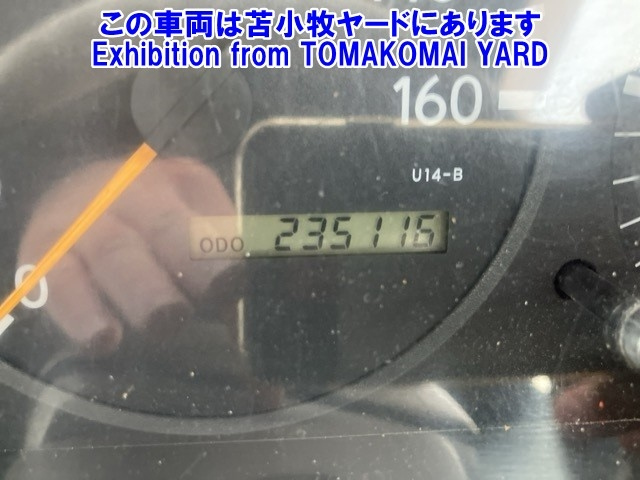 この車両は苫小牧ヤードにあります
Exhibition from TOMAKOMAI YARD
160
U14-B
ODO 235116
0